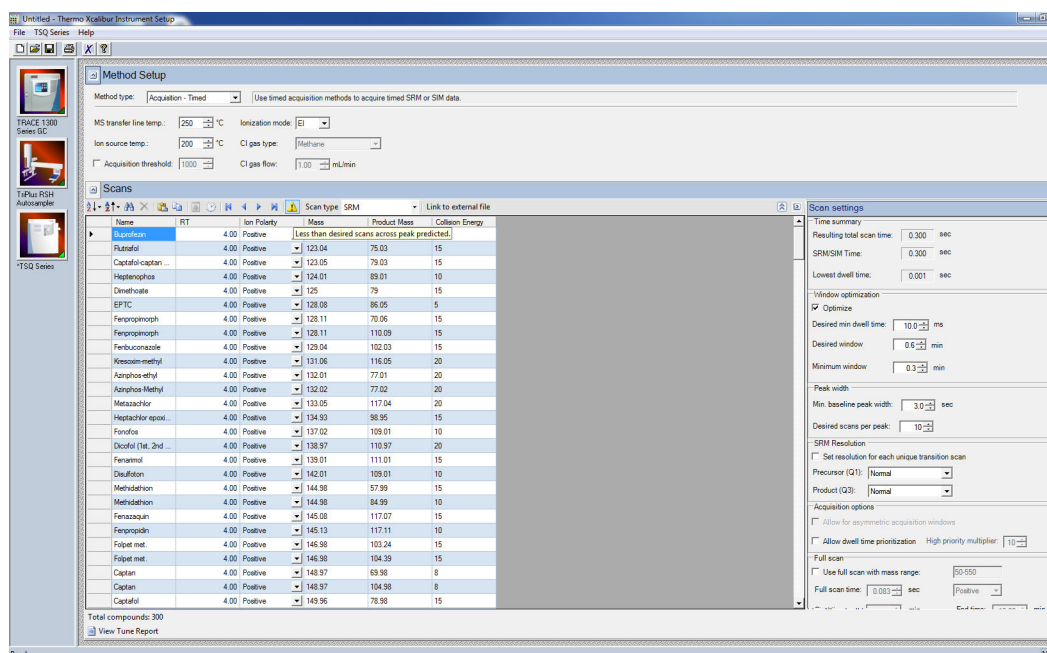 Untitled - Thermo Xcalibur Instrument Setup
File TSQ Series Help
TRACE 1300
Series GC
TriPlus RSH
Autosampler
*TSQ Series
Method Setup
Method type: Acquisition - Timed Use timed acquisition methods to acquire timed SRM or SIM data.
MS transfer line temp.: 250 °C Ionization mode: EI
Ion source temp.: 200 °C CI gas type: Methane
Acquisition threshold: 1000 CI gas flow: 1.00 mL/min
Scans
Scan type SRM Link to external file
Name RT Ion Polarity Mass Product Mass Collision Energy
Buprofezin 4.00 Positive Less than desired scans across peak predicted.
Flutriafol 4.00 Positive 123.04 75.03 15
Captafol-captan ... 4.00 Positive 123.05 79.03 15
Heptenophos 4.00 Positive 124.01 89.01 10
Dimethoate 4.00 Positive 125 79 15
EPTC 4.00 Positive 128.08 86.05 5
Fenpropimorph 4.00 Positive 128.11 70.06 15
Fenpropimorph 4.00 Positive 128.11 110.09 15
Fenbuconazole 4.00 Positive 129.04 102.03 15
Kresoxim-methyl 4.00 Positive 131.06 116.05 20
Azinphos-ethyl 4.00 Positive 132.01 77.01 20
Azinphos-Methyl 4.00 Positive 132.02 77.02 20
Metazachlor 4.00 Positive 133.05 117.04 20
Heptachlor epoxi... 4.00 Positive 134.93 98.95 15
Fonofos 4.00 Positive 137.02 109.01 10
Dicofol (1st, 2nd ... 4.00 Positive 138.97 110.97 20
Fenarimol 4.00 Positive 139.01 111.01 15
Disulfoton 4.00 Positive 142.01 109.01 10
Methidathion 4.00 Positive 144.98 57.99 15
Methidathion 4.00 Positive 144.98 84.99 10
Fenazaquin 4.00 Positive 145.08 117.07 15
Fenpropidin 4.00 Positive 145.13 117.11 10
Folpet met. 4.00 Positive 146.98 103.24 15
Folpet met. 4.00 Positive 146.98 104.39 15
Captan 4.00 Positive 148.97 69.98 8
Captan 4.00 Positive 148.97 104.98 8
Captafol 4.00 Positive 149.96 78.98 15
Total compounds: 300
View Tune Report
Scan settings
Time summary
Resulting total scan time: 0.300 sec
SRM/SIM Time: 0.300 sec
Lowest dwell time: 0.001 sec
Window optimization
Optimize
Desired min dwell time: 10.0 ms
Desired window 0.6 min
Minimum window 0.3 min
Peak width
Min. baseline peak width: 3.0 sec
Desired scans per peak: 10
SRM Resolution
Set resolution for each unique transition scan
Precursor (Q1): Normal
Product (Q3): Normal
Acquisition options
Allow for asymmetric acquisition windows
Allow dwell time prioritization High priority multiplier: 10
Full scan
Use full scan with mass range: 50-550
Full scan time: 0.083 sec Positive
min End time: min